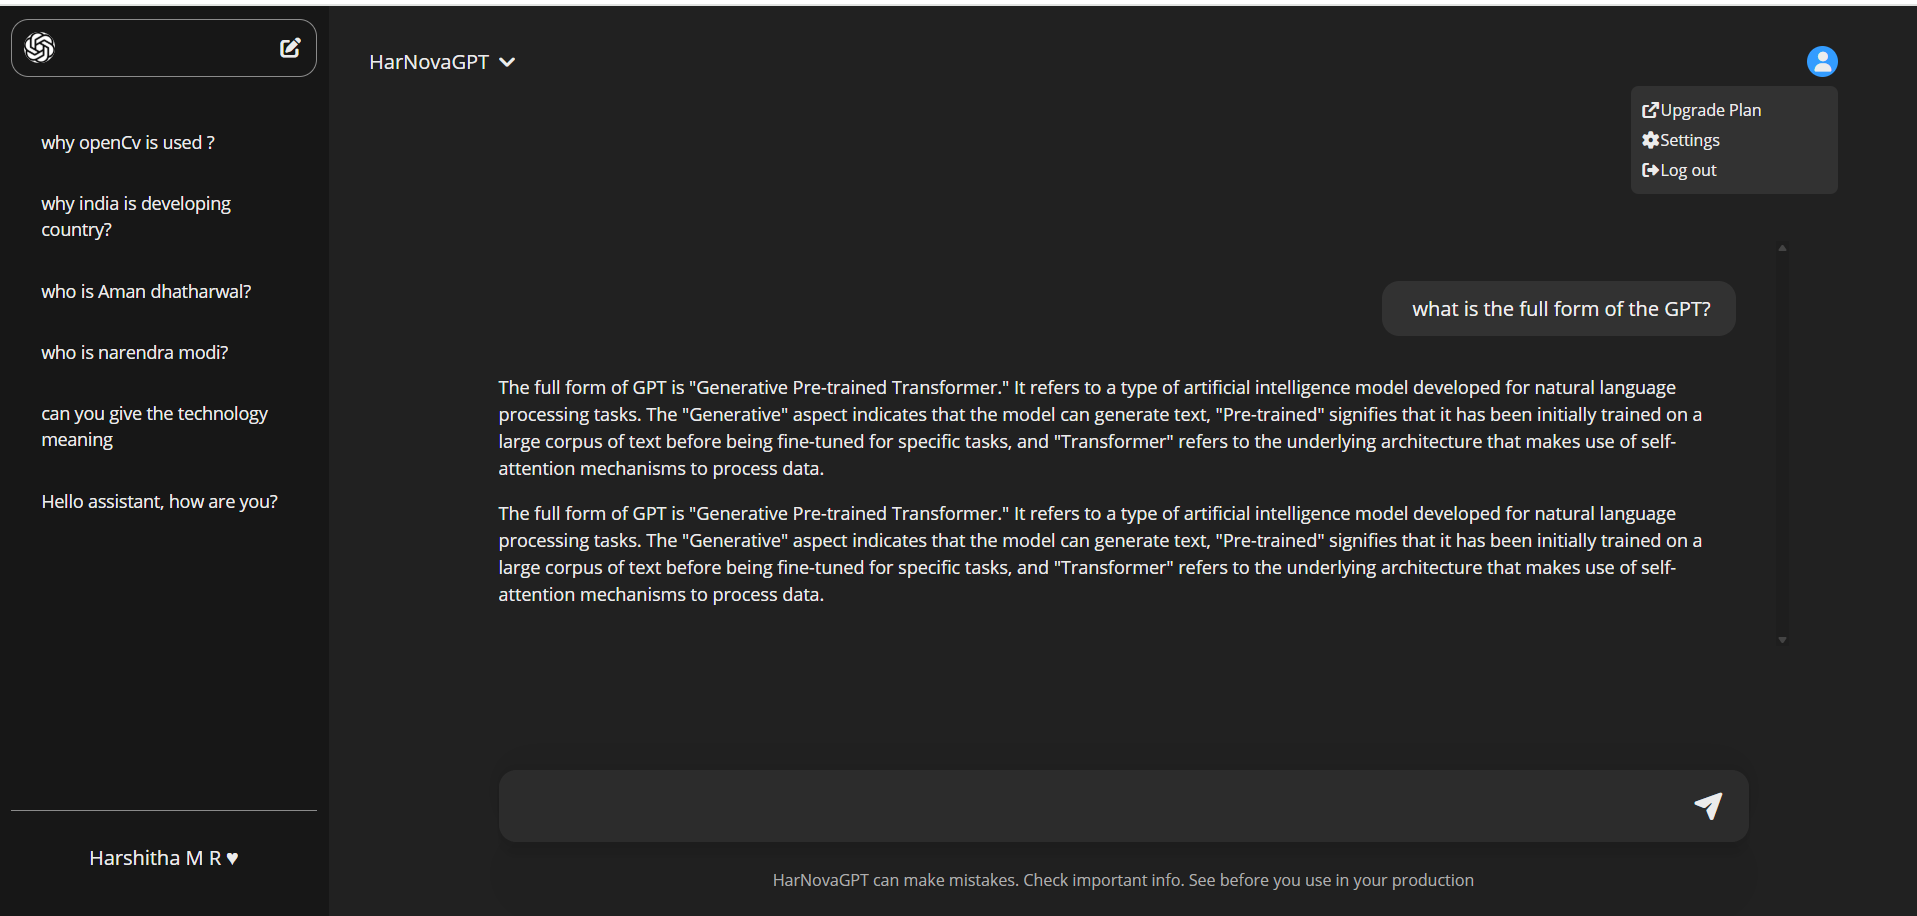 why openCv is used ?
why india is developing
country?
who is Aman dhatharwal?
who is narendra modi?
can you give the technology
meaning
Hello assistant, how are you?
Harshitha M R ♥
HarNovaGPT
Upgrade Plan
Settings
Log out
what is the full form of the GPT?
The full form of GPT is "Generative Pre-trained Transformer." It refers to a type of artificial intelligence model developed for natural language
processing tasks. The "Generative" aspect indicates that the model can generate text, "Pre-trained" signifies that it has been initially trained on a
large corpus of text before being fine-tuned for specific tasks, and "Transformer" refers to the underlying architecture that makes use of self-
attention mechanisms to process data.
The full form of GPT is "Generative Pre-trained Transformer." It refers to a type of artificial intelligence model developed for natural language
processing tasks. The "Generative" aspect indicates that the model can generate text, "Pre-trained" signifies that it has been initially trained on a
large corpus of text before being fine-tuned for specific tasks, and "Transformer" refers to the underlying architecture that makes use of self-
attention mechanisms to process data.
HarNovaGPT can make mistakes. Check important info. See before you use in your production